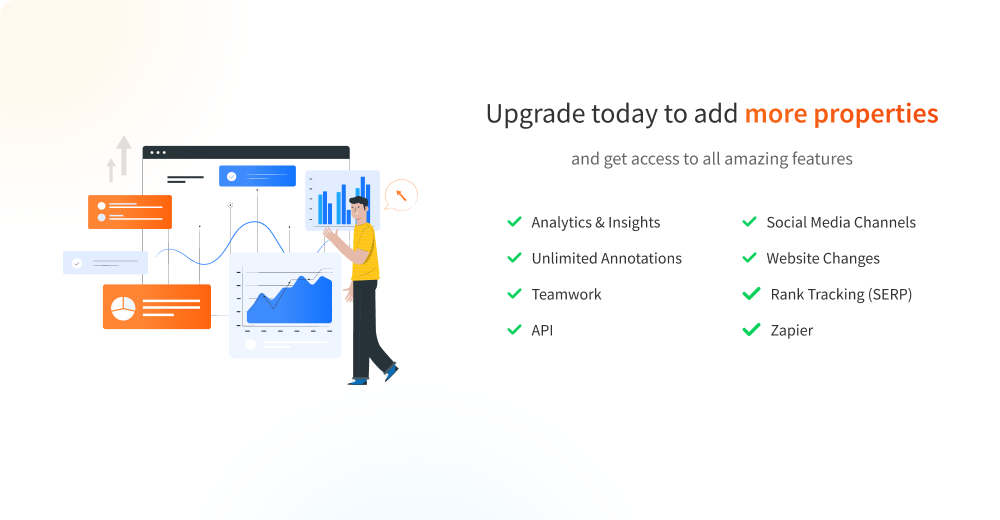 Upgrade today to add more properties
and get access to all amazing features
Analytics & Insights
Unlimited Annotations
Teamwork
API
Social Media Channels
Website Changes
Rank Tracking (SERP)
Zapier